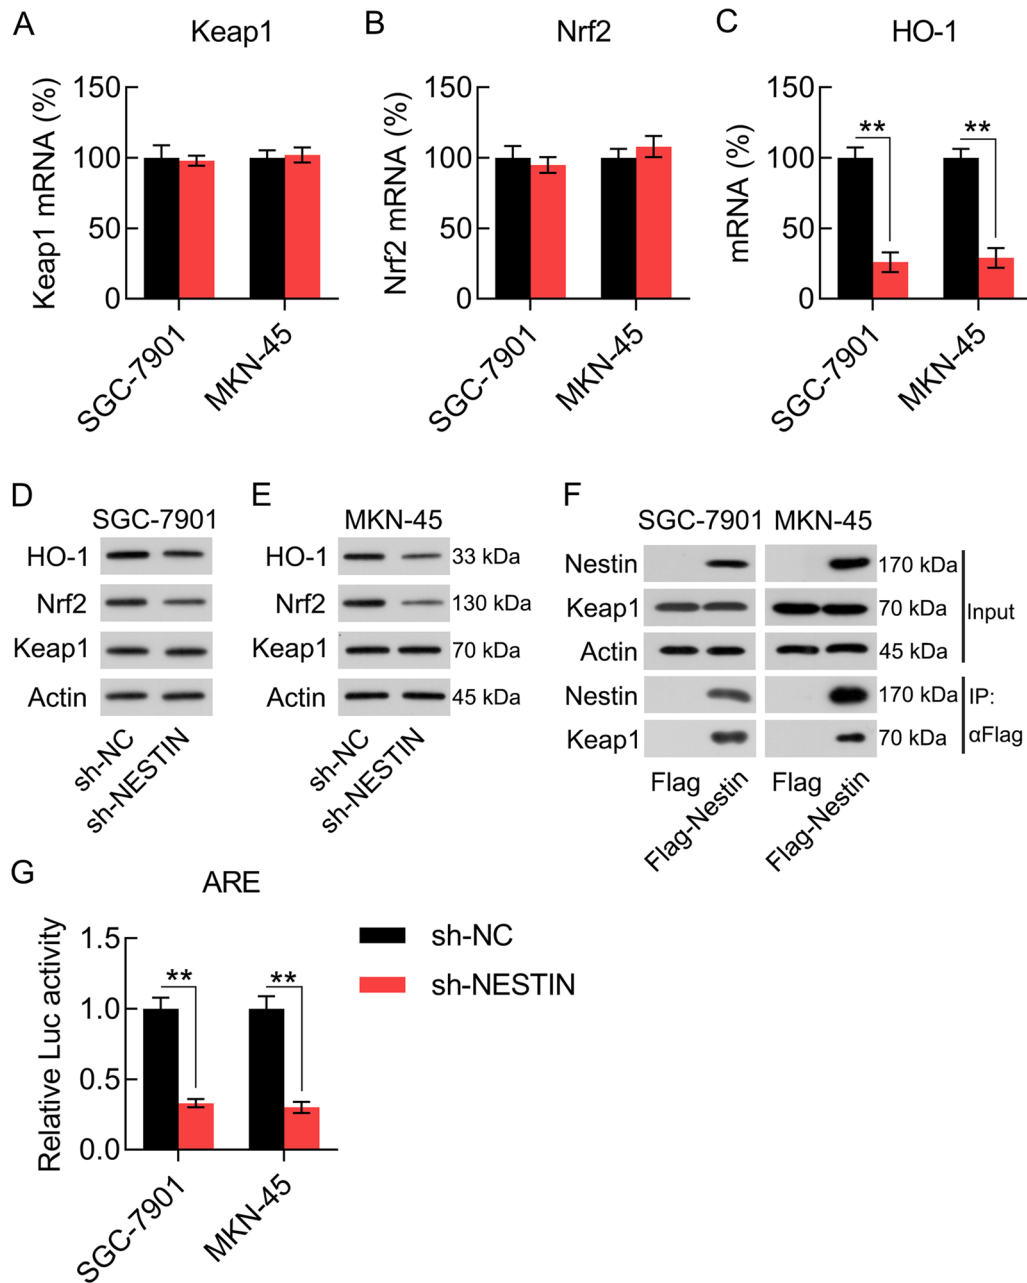 A
Keap1
Keap1 mRNA (%)
150
100
50
0
SGC-7901
MKN-45
B
Nrf2
Nrf2 mRNA (%)
150
100
50
0
SGC-7901
MKN-45
C
HO-1
mRNA (%)
150
100
50
0
**
**
SGC-7901
MKN-45
D
SGC-7901
HO-1
Nrf2
Keap1
Actin
sh-NC
sh-NESTIN
E
MKN-45
HO-1
33 kDa
Nrf2
130 kDa
Keap1
70 kDa
Actin
45 kDa
sh-NC
sh-NESTIN
F
SGC-7901
MKN-45
Nestin
170 kDa
Keap1
70 kDa
Actin
45 kDa
Input
Nestin
170 kDa
Keap1
70 kDa
IP:
αFlag
Flag
Flag-Nestin
Flag
Flag-Nestin
G
ARE
Relative Luc activity
1.5
1.0
0.5
0.0
**
**
SGC-7901
MKN-45
sh-NC
sh-NESTIN